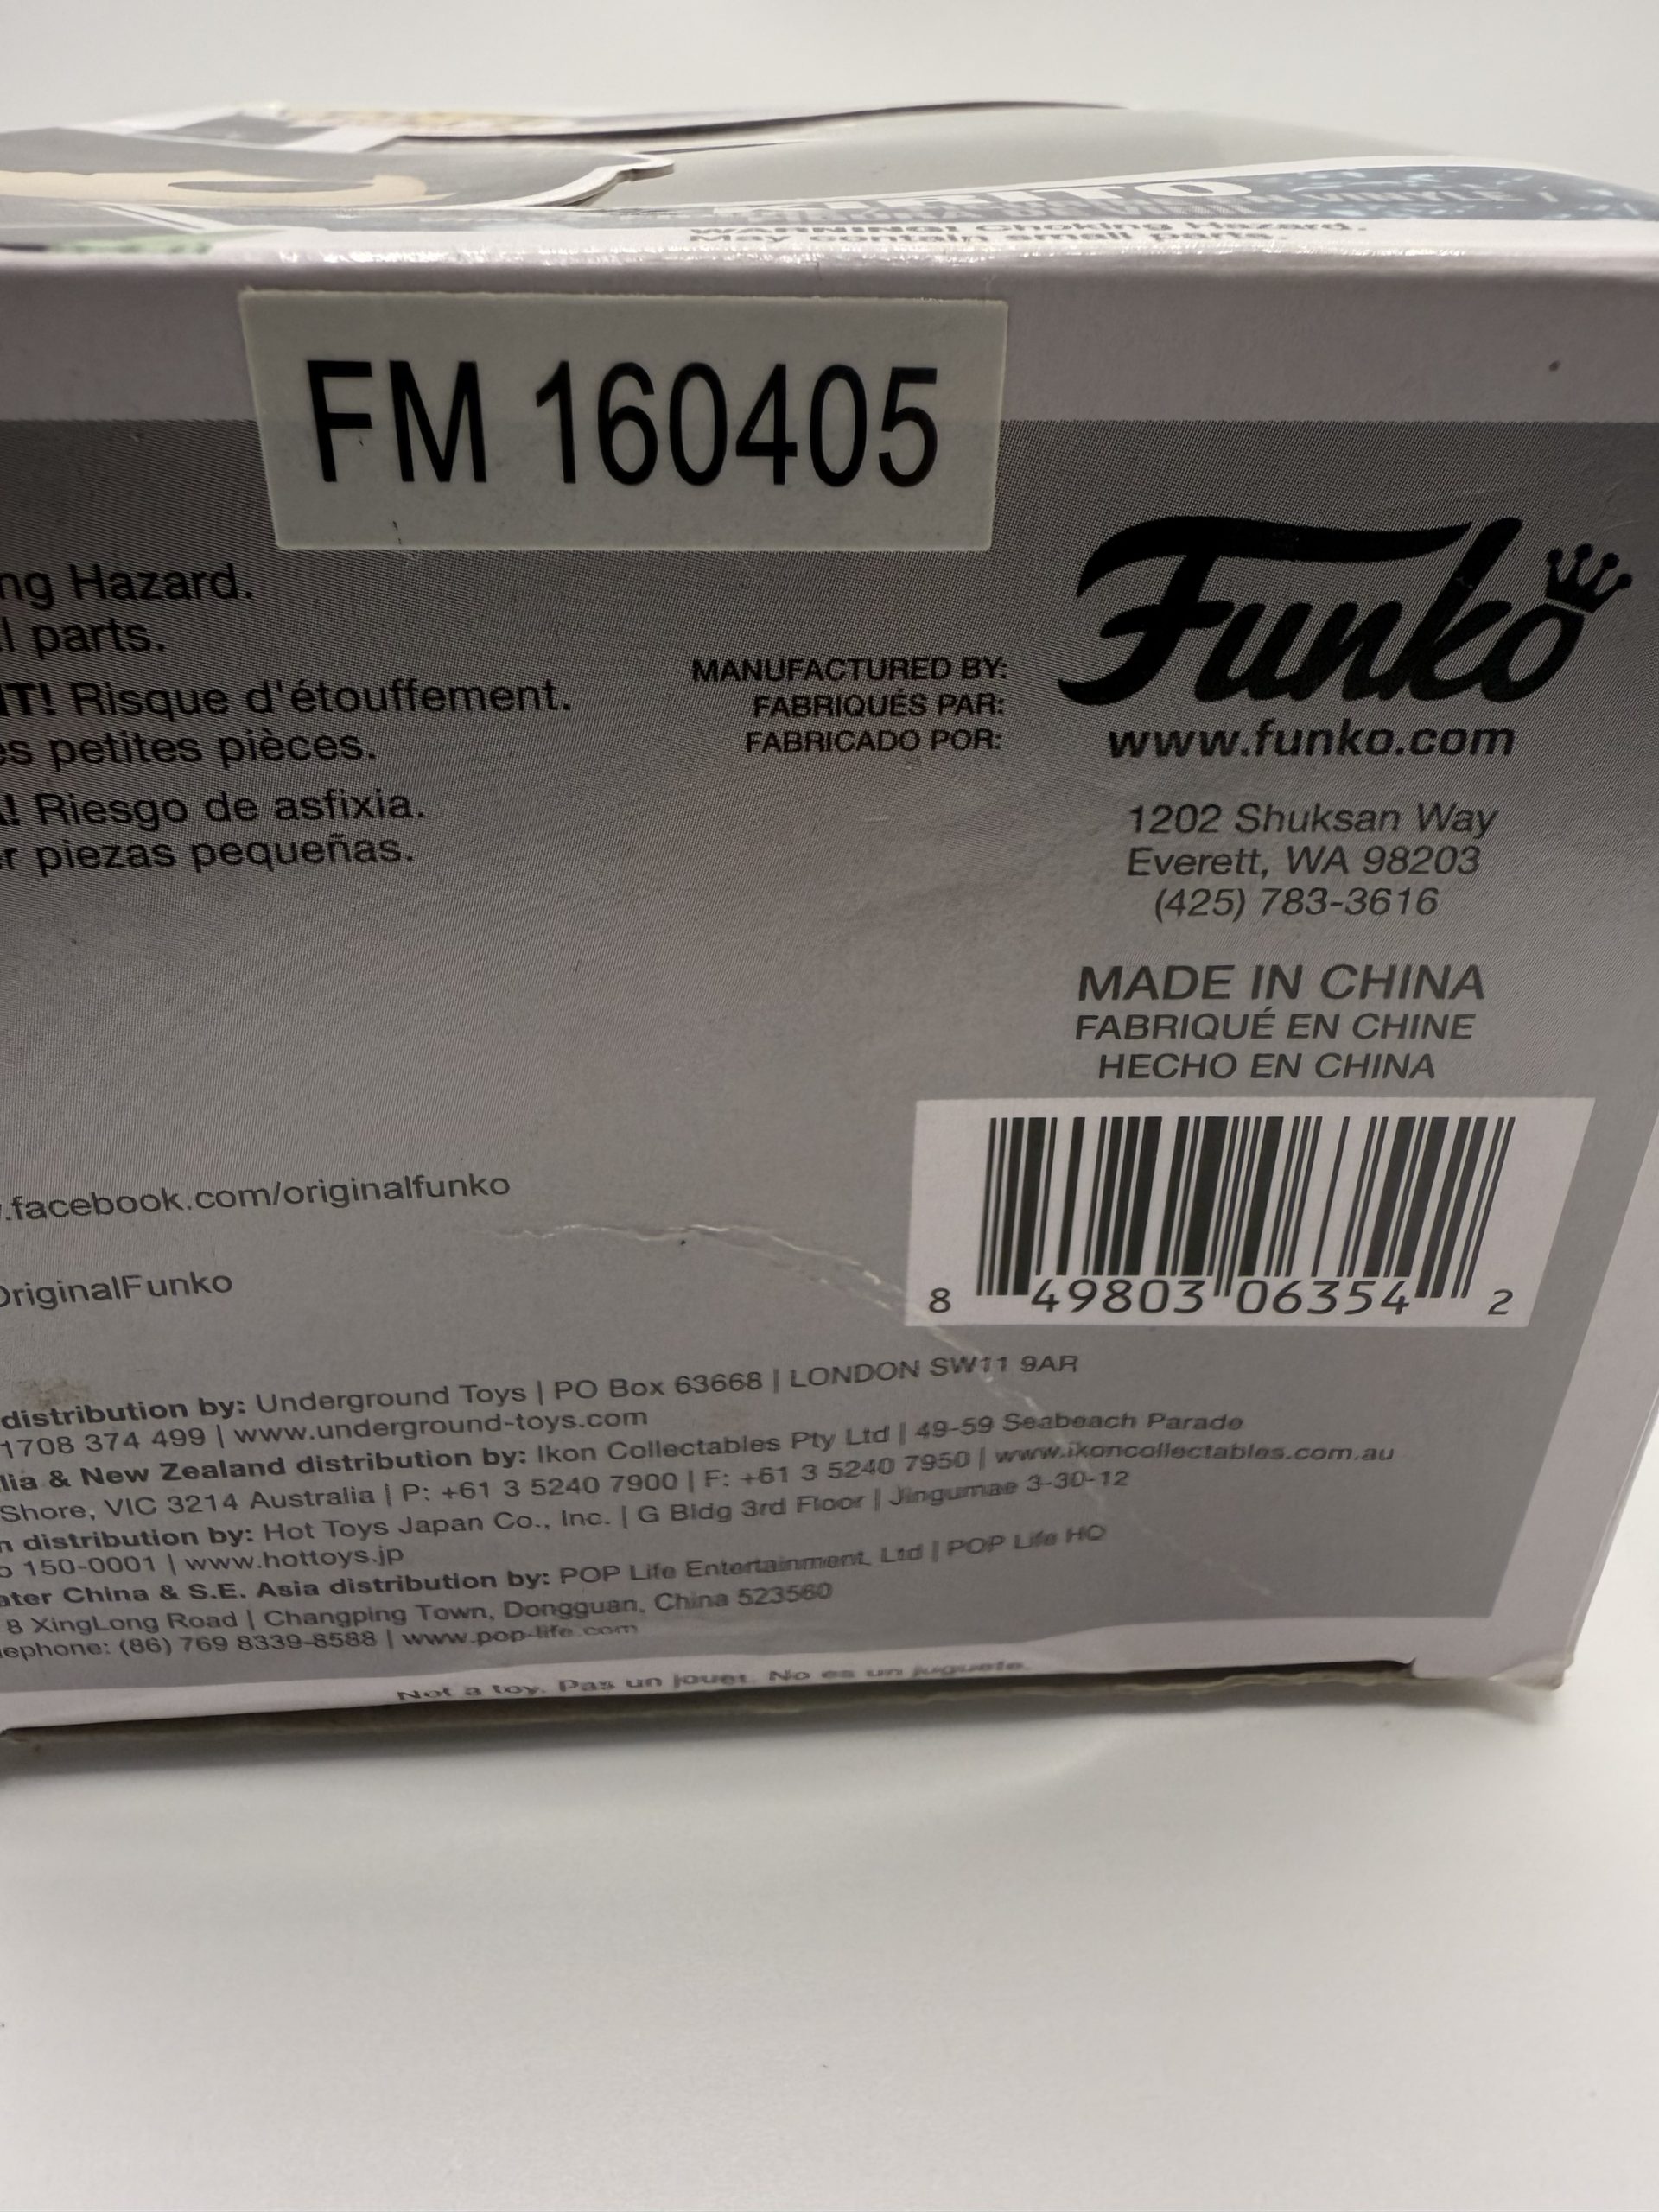 KIRITO
WARNING! Choking Hazard.
May contain small parts.
FM 160405
ng Hazard.
l parts.
T! Risque d'étouffement.
es petites pièces.
A! Riesgo de asfixia.
r piezas pequeñas.
MANUFACTURED BY:
FABRIQUÉS PAR:
FABRICADO POR:
Funko
www.funko.com
1202 Shuksan Way
Everett, WA 98203
(425) 783-3616
MADE IN CHINA
FABRIQUÉ EN CHINE
HECHO EN CHINA
8 49803 06354 2
.facebook.com/originalfunko
OriginalFunko
distribution by: Underground Toys | PO Box 63668 | LONDON SW11 9AR
1708 374 499 | www.underground-toys.com
lia & New Zealand distribution by: Ikon Collectables Pty Ltd | 49-59 Seabeach Parade
Shore, VIC 3214 Australia | P: +61 3 5240 7900 | F: +61 3 5240 7950 | www.ikoncollectables.com.au
n distribution by: Hot Toys Japan Co., Inc. | G Bldg 3rd Floor | Jingumae 3-30-12
o 150-0001 | www.hottoys.jp
ater China & S.E. Asia distribution by: POP Life Entertainment, Ltd | POP Life HQ
8 XingLong Road | Changping Town, Dongguan, China 523560
lephone: (86) 769 8339-8588 | www.pop-life.com
Not a toy. Pas un jouet. No es un juguete.